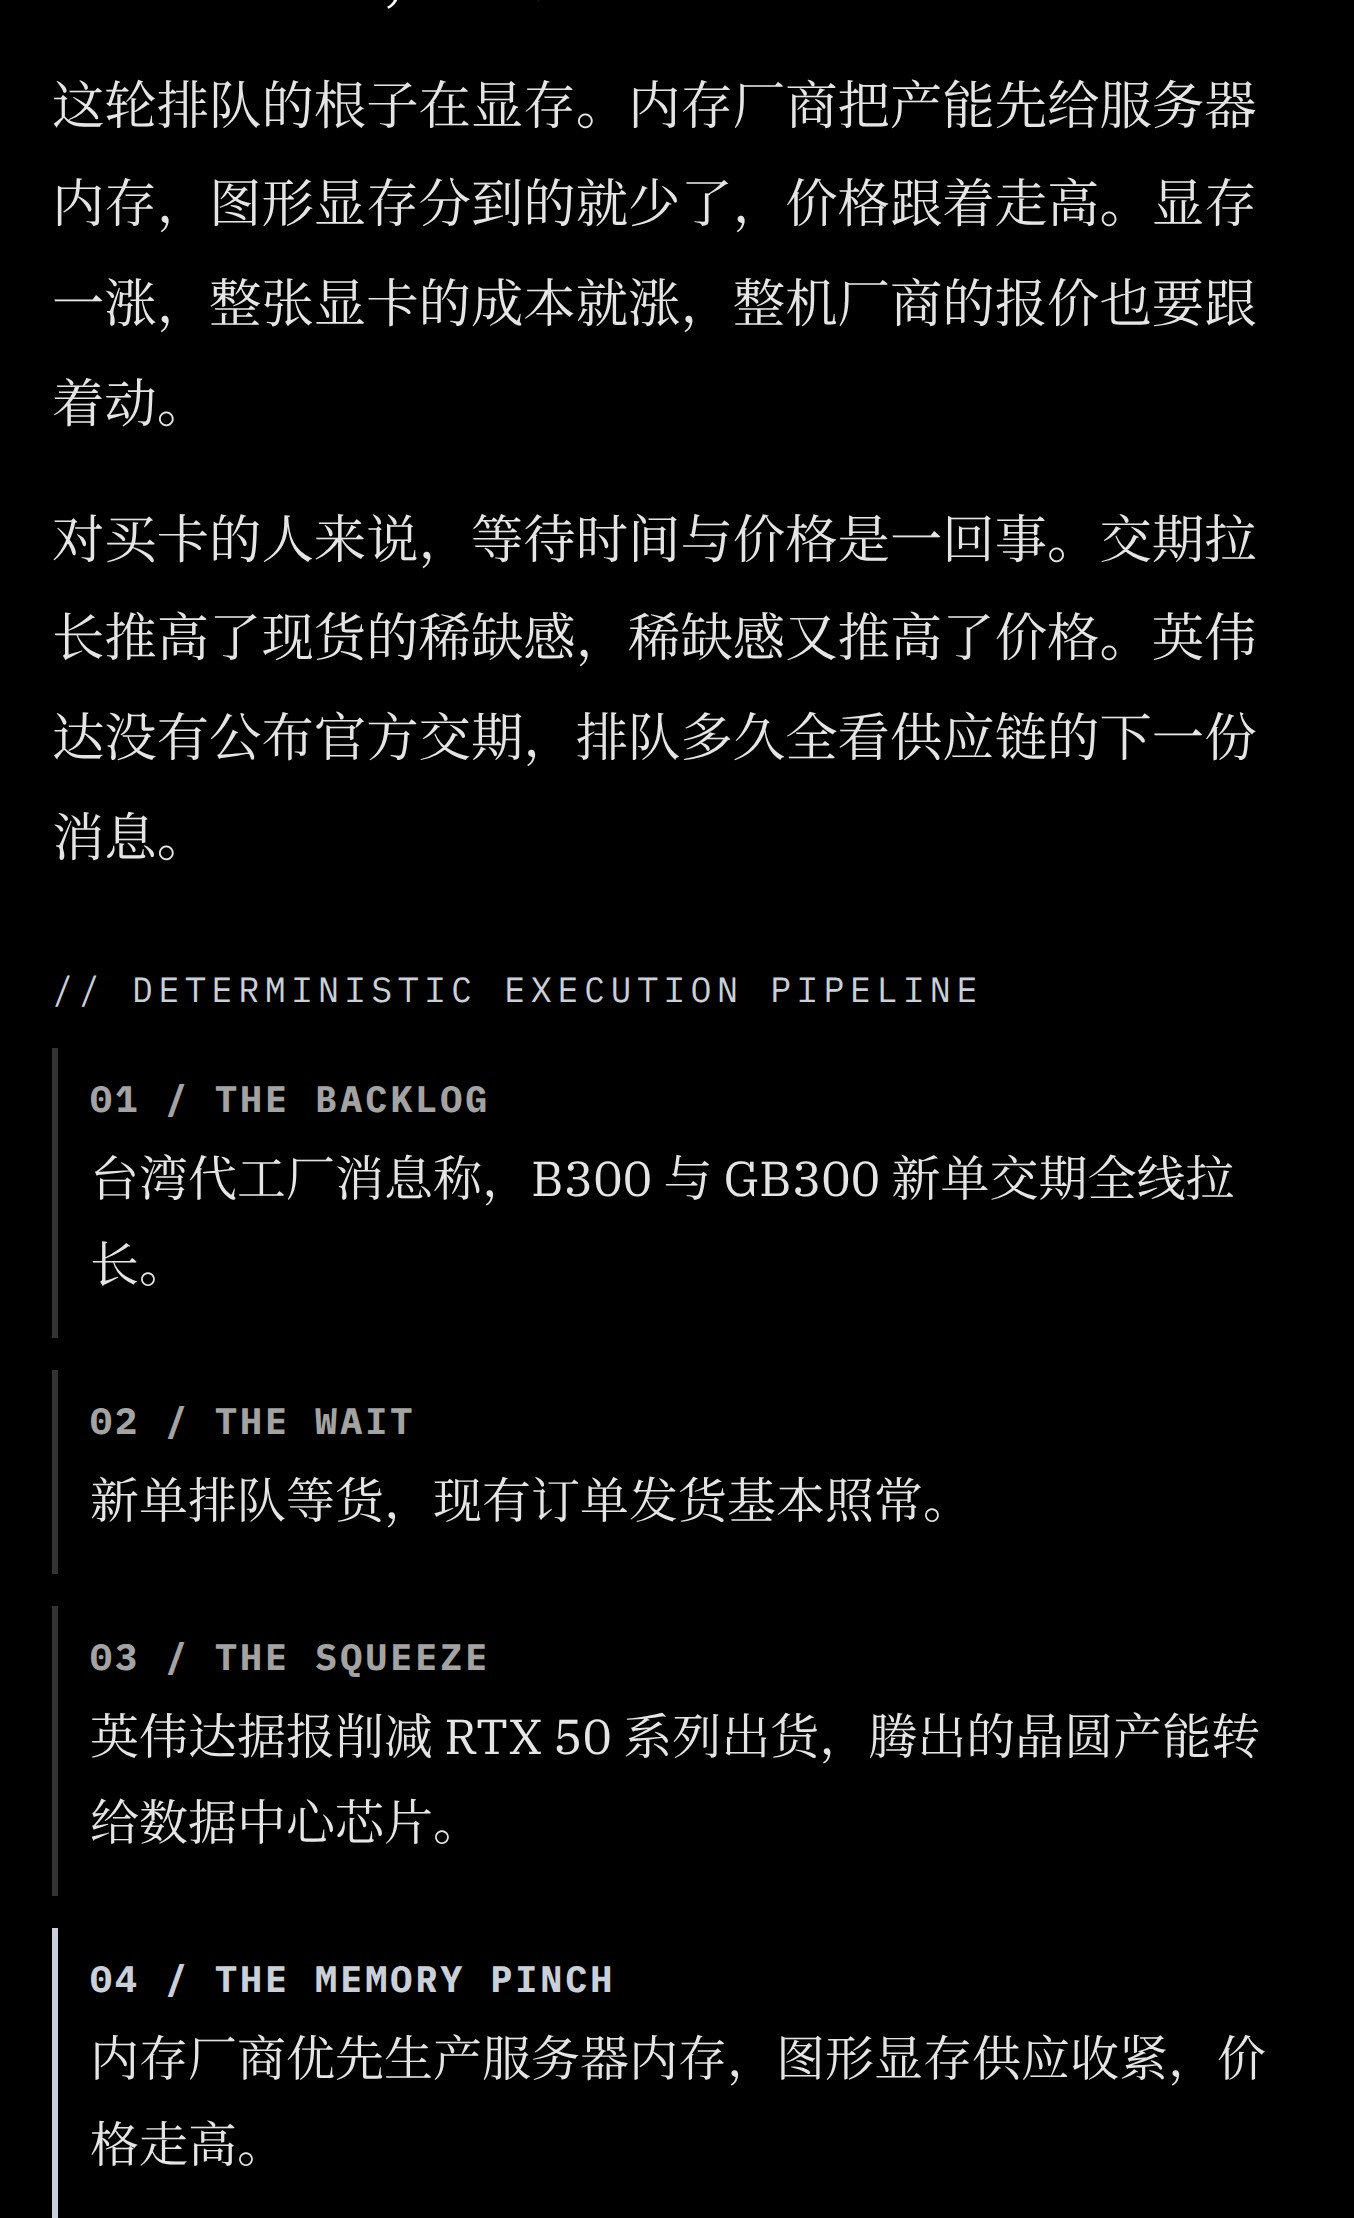 这轮排队的根子在显存。内存厂商把产能先给服务器
内存，图形显存分到的就少了，价格跟着走高。显存
一涨，整张显卡的成本就涨，整机厂商的报价也要跟
着动。
对买卡的人来说，等待时间与价格是一回事。交期拉
长推高了现货的稀缺感，稀缺感又推高了价格。英伟
达没有公布官方交期，排队多久全看供应链的下一份
消息。
// DETERMINISTIC EXECUTION PIPELINE
01 / THE BACKLOG
台湾代工厂消息称，B300 与 GB300 新单交期全线拉
长。
02 / THE WAIT
新单排队等货，现有订单发货基本照常。
03 / THE SQUEEZE
英伟达据报削减 RTX 50 系列出货，腾出的晶圆产能转
给数据中心芯片。
04 / THE MEMORY PINCH
内存厂商优先生产服务器内存，图形显存供应收紧，价
格走高。